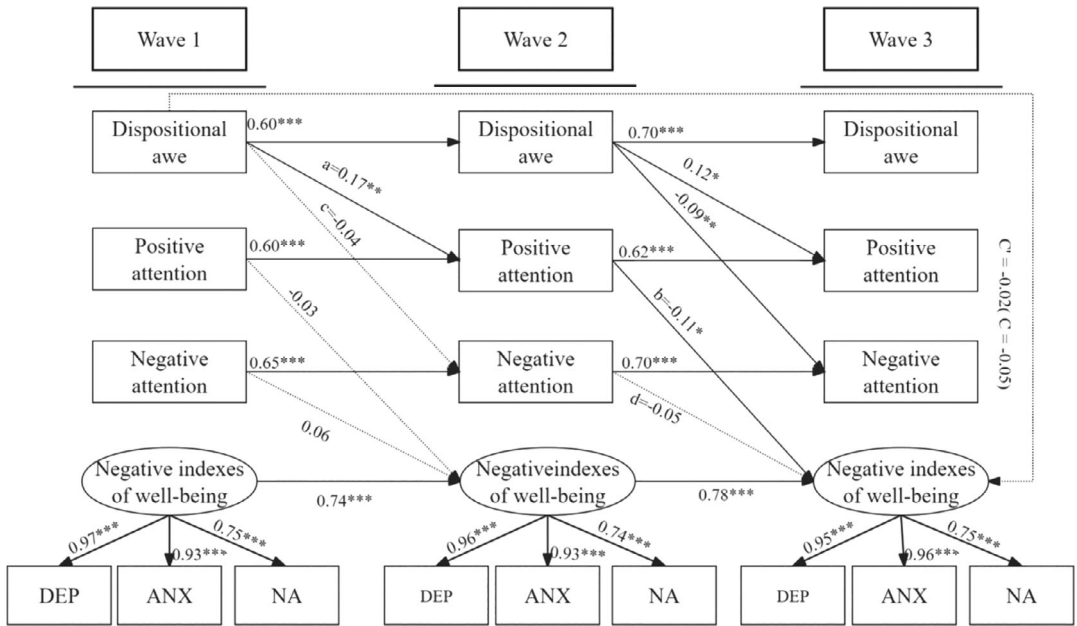 Wave 1
Wave 2
Wave 3
Dispositional
awe
0.60***
Dispositional
awe
0.70***
Dispositional
awe
a=0.17**
c=-0.04
0.12*
-0.09**
Positive
attention
0.60***
Positive
attention
0.62***
Positive
attention
-0.03
b=-0.11*
C' = -0.02( C = -0.05)
Negative
attention
0.65***
Negative
attention
0.70***
Negative
attention
0.06
d=-0.05
Negative indexes
of well-being
0.74***
Negativeindexes
of well-being
0.78***
Negative indexes
of well-being
0.97***
0.93***
0.75***
0.96***
0.93***
0.74***
0.95***
0.96***
0.75***
DEP
ANX
NA
DEP
ANX
NA
DEP
ANX
NA